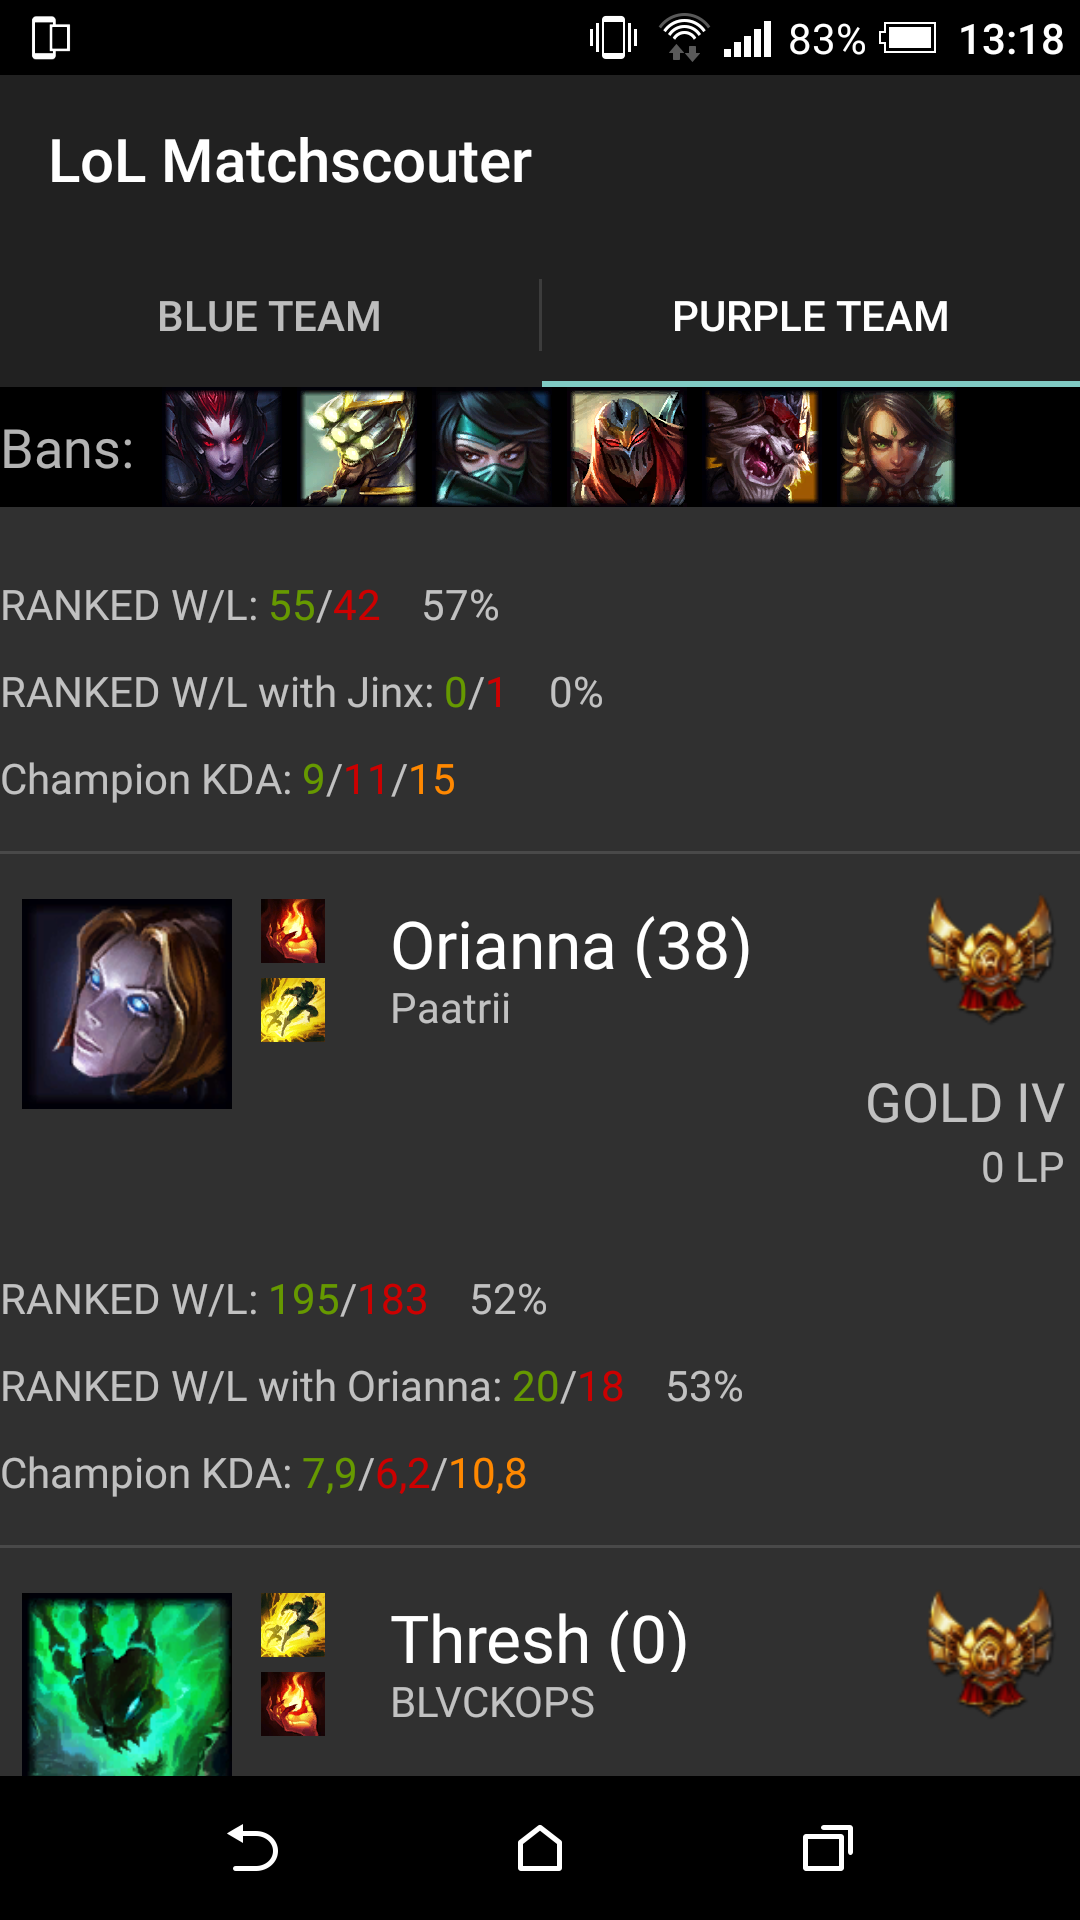 83% 13:18
LoL Matchscouter
BLUE TEAM PURPLE TEAM
Bans:
RANKED W/L: 55/42 57%
RANKED W/L with Jinx: 0/1 0%
Champion KDA: 9/11/15
Orianna (38)
Paatrii
GOLD IV
0 LP
RANKED W/L: 195/183 52%
RANKED W/L with Orianna: 20/18 53%
Champion KDA: 7,9/6,2/10,8
Thresh (0)
BLVCKOPS